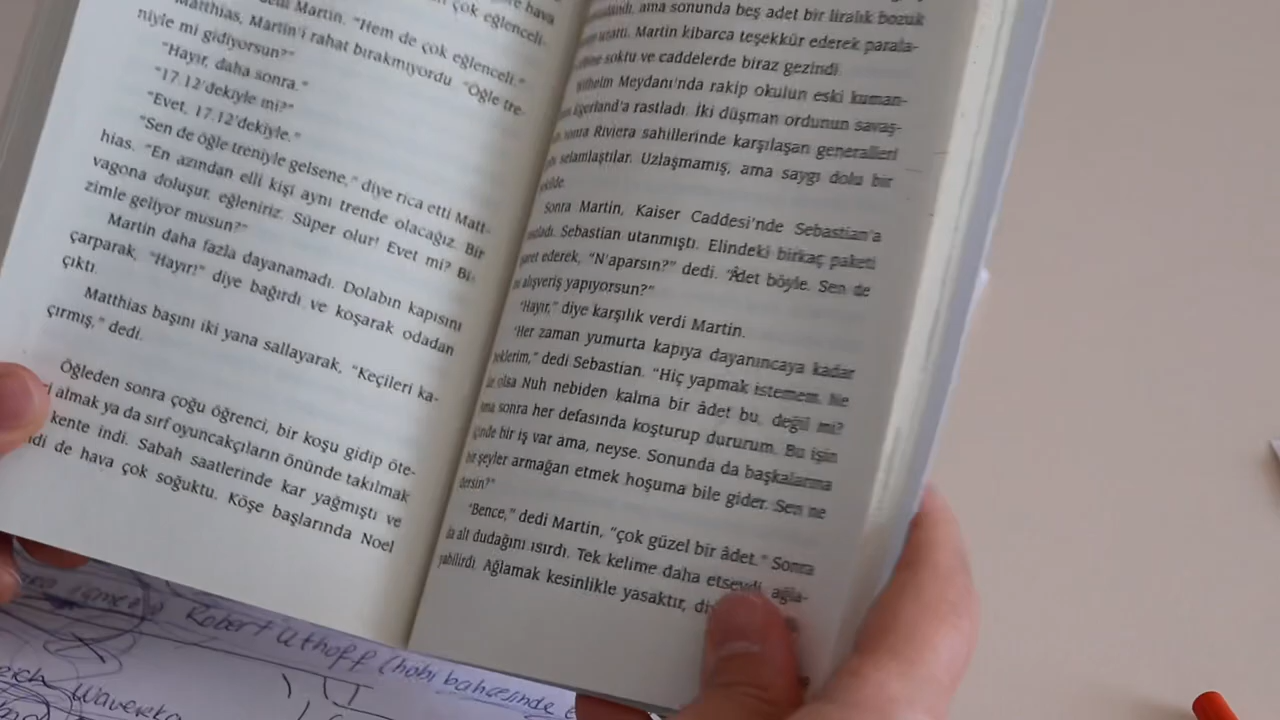 Martin. "Hem de çok eğlenceli."
Matthias, Martin'i rahat bırakmıyordu. "Öğle tre-
niyle mi gidiyorsun?"
"Hayır, daha sonra."
"17.12'dekiyle mi?"
"Evet, 17.12'dekiyle."
"Sen de öğle treniyle gelsene," diye rica etti Matt-
hias. "En azından elli kişi aynı trende olacağız. Bir
vagona doluşur, eğleniriz. Süper olur! Evet mi? Bi-
zimle geliyor musun?"
Martin daha fazla dayanamadı. Dolabın kapısını
çarparak, "Hayır!" diye bağırdı ve koşarak odadan
çıktı.
Matthias başını iki yana sallayarak, "Keçileri ka-
çırmış," dedi.
Öğleden sonra çoğu öğrenci, bir koşu gidip öte-
almak ya da sırf oyuncakçıların önünde takılmak
kente indi. Sabah saatlerinde kar yağmıştı ve
de hava çok soğuktu. Köşe başlarında Noel
ama sonunda beş adet bir liralık bozuk
Martin kibarca teşekkür ederek parala-
soktu ve caddelerde biraz gezindi.
Wilhelm Meydanı'nda rakip okulun eski kuman-
Egerland'a rastladı. İki düşman ordunun savaş-
sonra Riviera sahillerinde karşılaşan generalleri
selamlaştılar. Uzlaşmamış, ama saygı dolu bir
Sonra Martin, Kaiser Caddesi'nde Sebastian'a
Sebastian utanmıştı. Elindeki birkaç paketi
ederek, "N'aparsın?" dedi. "Âdet böyle. Sen de
alışveriş yapıyorsun?"
"Hayır," diye karşılık verdi Martin.
"Her zaman yumurta kapıya dayanıncaya kadar
beklerim," dedi Sebastian. "Hiç yapmak istemem. Ne
de olsa Nuh nebiden kalma bir âdet bu, değil mi?
Ama sonra her defasında koşturup dururum. Bu işin
içinde bir iş var ama, neyse. Sonunda da başkalarına
bir şeyler armağan etmek hoşuma bile gider. Sen ne
dersin?"
"Bence," dedi Martin, "çok güzel bir âdet." Sonra
da alt dudağını ısırdı. Tek kelime daha etseydi, ağla-
yabilirdi. Ağlamak kesinlikle yasaktır,
Robert Uthoff (hobi bahçesinde